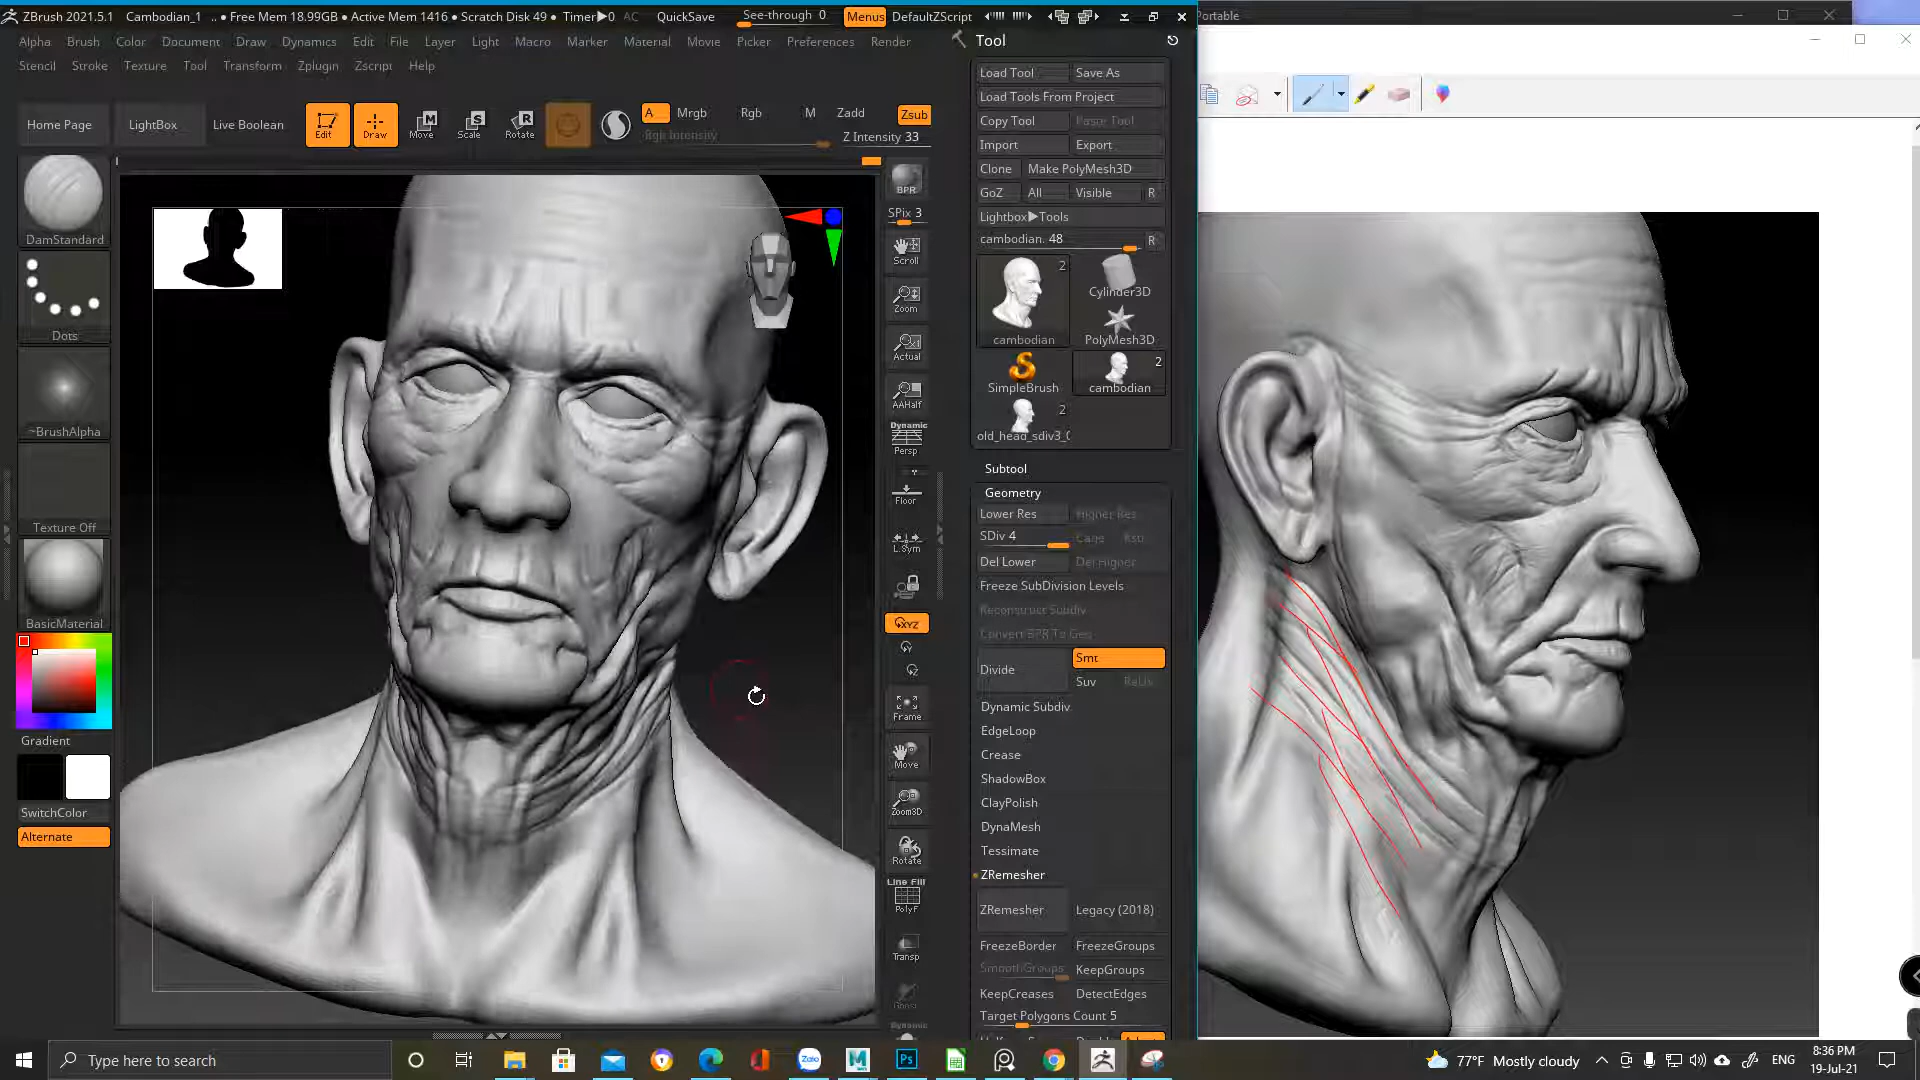 ZBrush 2021.5.1 Cambodian_1 .. • Free Mem 18.99GB • Active Mem 1416 • Scratch Disk 49 • Timer▶0 AC QuickSave See-through 0 Menus DefaultZScript
Portable
Alpha Brush Color Document Draw Dynamics Edit File Layer Light Macro Marker Material Movie Picker Preferences Render
Stencil Stroke Texture Tool Transform Zplugin Zscript Help
Home Page LightBox Live Boolean Edit Draw Move Scale Rotate
A Mrgb Rgb M Zadd Zsub
Rgb Intensity Z Intensity 33
DamStandard
Dots
~BrushAlpha
Texture Off
BasicMaterial
Gradient
SwitchColor
Alternate
BPR
SPix 3
Scroll
Zoom
Actual
AAHalf
Dynamic
Persp
Floor
L.Sym
XYZ
Frame
Move
Zoom3D
Rotate
Line Fill
PolyF
Transp
Dynamic
Tool
Load Tool Save As
Load Tools From Project
Copy Tool Paste Tool
Import Export
Clone Make PolyMesh3D
GoZ All Visible R
Lightbox▶Tools
cambodian. 48 R
2 Cylinder3D
cambodian PolyMesh3D
SimpleBrush cambodian 2
2
old_head_sdiv3_0
Subtool
Geometry
Lower Res Higher Res
SDiv 4 Cage Rstr
Del Lower Del Higher
Freeze SubDivision Levels
Reconstruct Subdiv
Convert BPR To Geo
Divide Smt
Suv ReUv
Dynamic Subdiv
EdgeLoop
Crease
ShadowBox
ClayPolish
DynaMesh
Tessimate
ZRemesher
ZRemesher Legacy (2018)
FreezeBorder FreezeGroups
SmoothGroups KeepGroups
KeepCreases DetectEdges
Target Polygons Count 5
Type here to search
77°F Mostly cloudy
ENG
8:36 PM
19-Jul-21